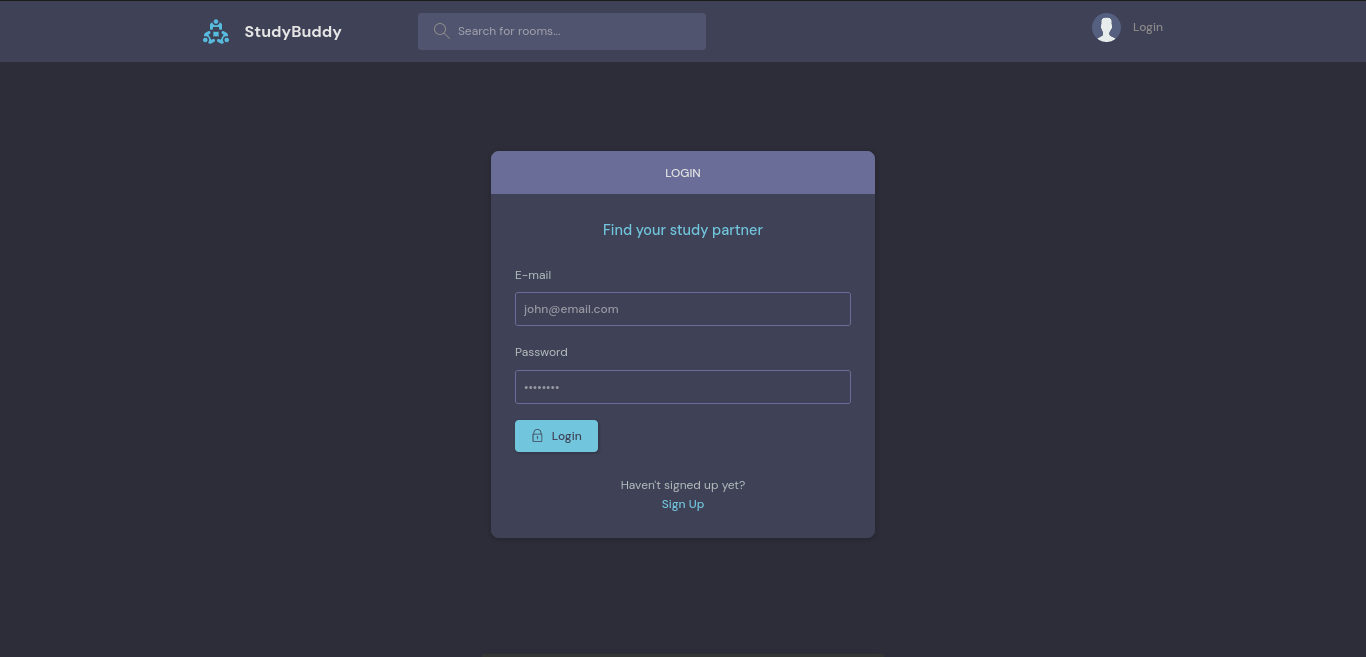 StudyBuddy
Search for rooms...
Login
LOGIN
Find your study partner
E-mail
john@email.com
Password
••••••••
Login
Haven't signed up yet?
Sign Up